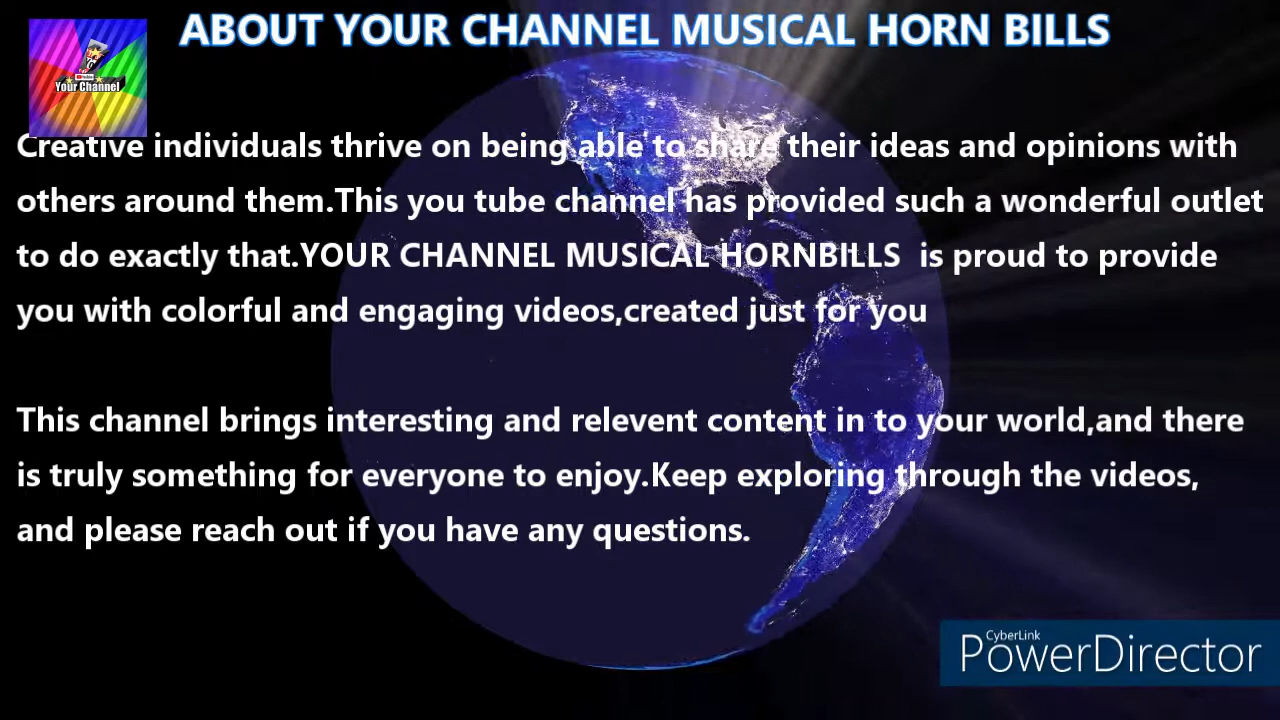 ABOUT YOUR CHANNEL MUSICAL HORN BILLS
Your Channel
Creative individuals thrive on being able to share their ideas and opinions with
others around them.This you tube channel has provided such a wonderful outlet
to do exactly that.YOUR CHANNEL MUSICAL HORNBILLS is proud to provide
you with colorful and engaging videos,created just for you
This channel brings interesting and relevent content in to your world,and there
is truly something for everyone to enjoy.Keep exploring through the videos,
and please reach out if you have any questions.
CyberLink
PowerDirector